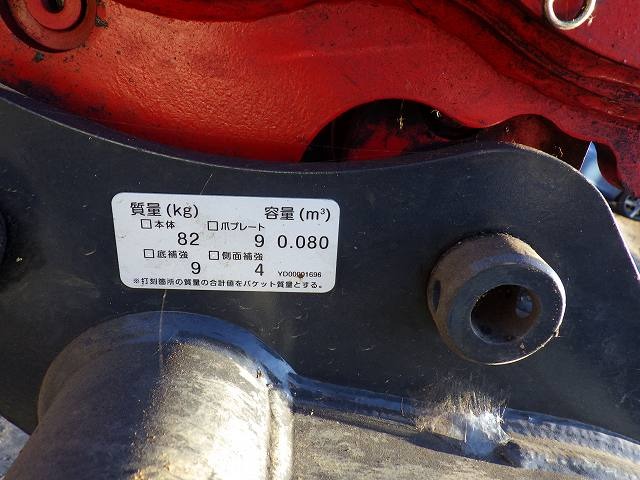 質量(kg) 容量(m³)
□本体 □爪プレート
82 9 0.080
□底補強 □側面補強
9 4 YD00001696
※打刻箇所の質量の合計値をバケット質量とする。